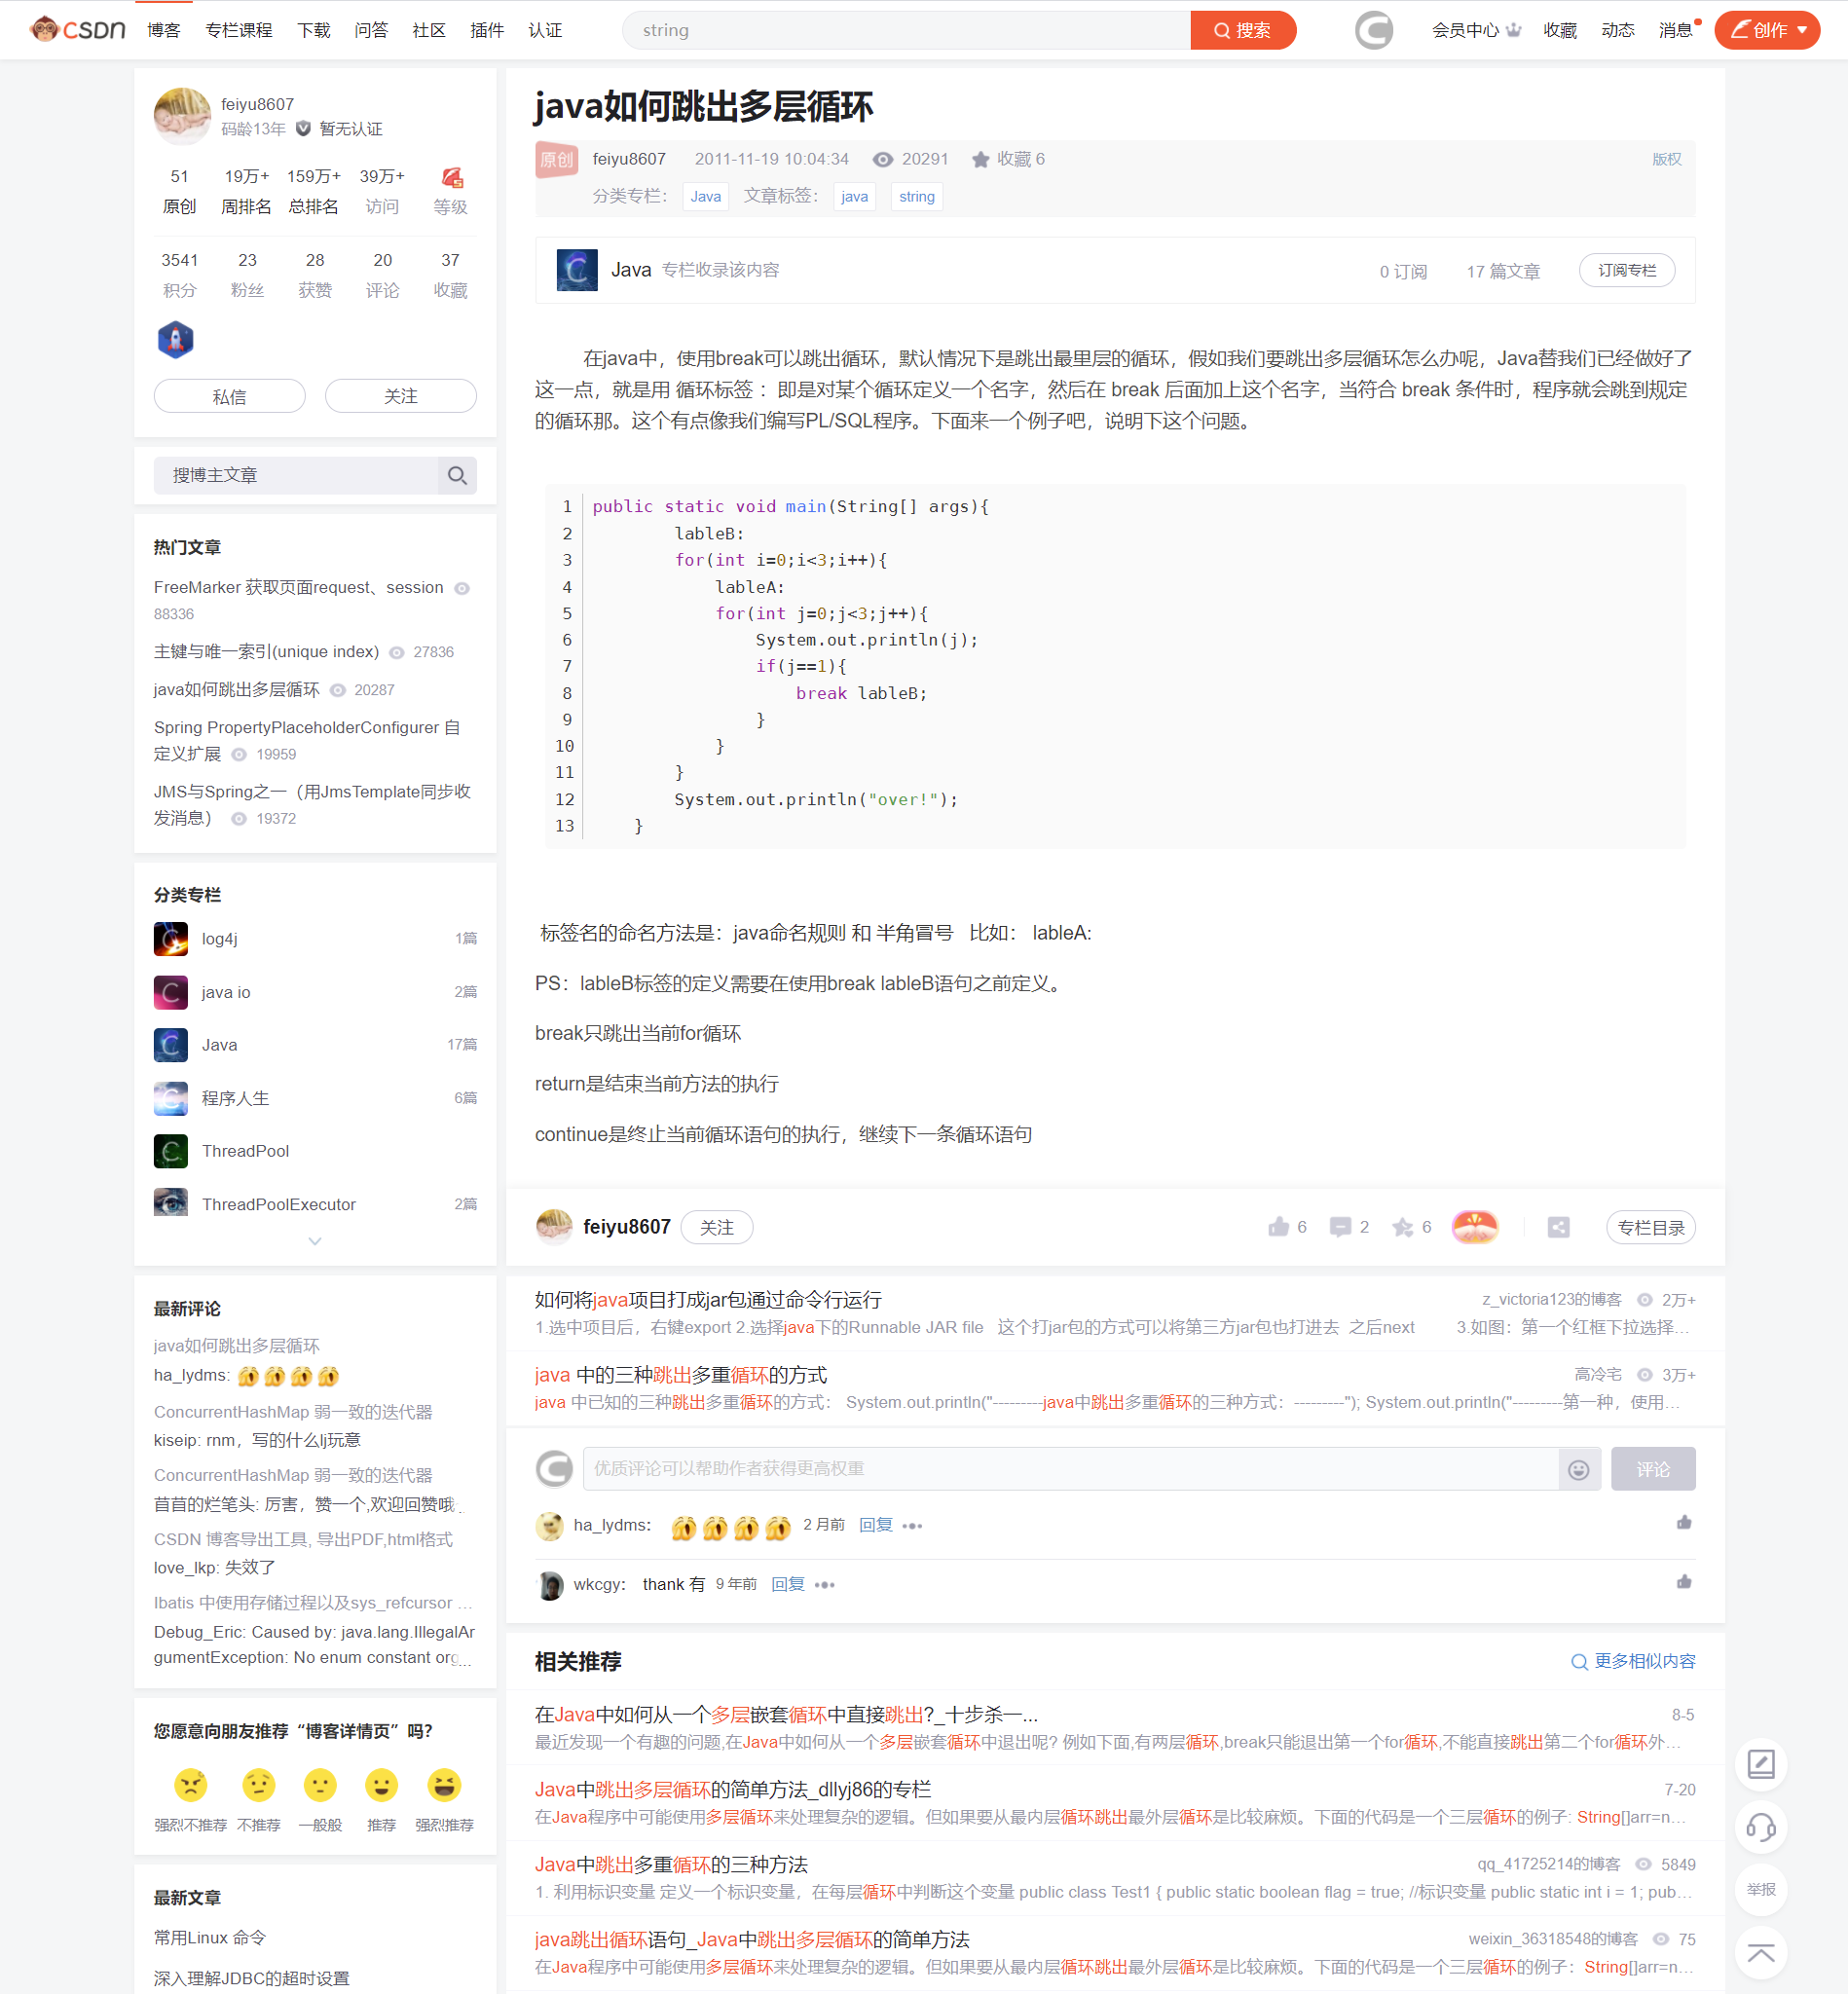 CSDN 博客 专栏课程 下载 问答 社区 插件 认证 string 搜索 会员中心 收藏 动态 消息 创作
feiyu8607
码龄13年 暂无认证
51 19万+ 159万+ 39万+
原创 周排名 总排名 访问 等级
3541 23 28 20 37
积分 粉丝 获赞 评论 收藏
私信 关注
搜博主文章
热门文章
FreeMarker 获取页面request、session
88336
主键与唯一索引(unique index) 27836
java如何跳出多层循环 20287
Spring PropertyPlaceholderConfigurer 自
定义扩展 19959
JMS与Spring之一（用JmsTemplate同步收
发消息） 19372
分类专栏
log4j 1篇
java io 2篇
Java 17篇
程序人生 6篇
ThreadPool
ThreadPoolExecutor 2篇
最新评论
java如何跳出多层循环
ha_lydms:
ConcurrentHashMap 弱一致的迭代器
kiseip: rnm，写的什么lj玩意
ConcurrentHashMap 弱一致的迭代器
苜苜的烂笔头: 厉害，赞一个,欢迎回赞哦
CSDN 博客导出工具, 导出PDF,html格式
love_lkp: 失效了
Ibatis 中使用存储过程以及sys_refcursor ...
Debug_Eric: Caused by: java.lang.IllegalAr
gumentException: No enum constant org...
您愿意向朋友推荐“博客详情页”吗？
强烈不推荐 不推荐 一般般 推荐 强烈推荐
最新文章
常用Linux 命令
深入理解JDBC的超时设置
java如何跳出多层循环
原创 feiyu8607 2011-11-19 10:04:34 20291 收藏 6 版权
分类专栏： Java 文章标签： java string
Java 专栏收录该内容 0 订阅 17 篇文章 订阅专栏
在java中，使用break可以跳出循环，默认情况下是跳出最里层的循环，假如我们要跳出多层循环怎么办呢，Java替我们已经做好了
这一点，就是用 循环标签 ：即是对某个循环定义一个名字，然后在 break 后面加上这个名字，当符合 break 条件时，程序就会跳到规定
的循环那。这个有点像我们编写PL/SQL程序。下面来一个例子吧，说明下这个问题。
1 public static void main(String[] args){
2 lableB:
3 for(int i=0;i<3;i++){
4 lableA:
5 for(int j=0;j<3;j++){
6 System.out.println(j);
7 if(j==1){
8 break lableB;
9 }
10 }
11 }
12 System.out.println("over!");
13 }
标签名的命名方法是：java命名规则 和 半角冒号 比如： lableA:
PS：lableB标签的定义需要在使用break lableB语句之前定义。
break只跳出当前for循环
return是结束当前方法的执行
continue是终止当前循环语句的执行，继续下一条循环语句
feiyu8607 关注 6 2 6 专栏目录
如何将java项目打成jar包通过命令行运行 z_victoria123的博客 2万+
1.选中项目后，右键export 2.选择java下的Runnable JAR file 这个打jar包的方式可以将第三方jar包也打进去 之后next 3.如图：第一个红框下拉选择...
java 中的三种跳出多重循环的方式 高冷宅 3万+
java 中已知的三种跳出多重循环的方式： System.out.println("---------java中跳出多重循环的三种方式：---------"); System.out.println("---------第一种，使用...
优质评论可以帮助作者获得更高权重 评论
ha_lydms: 2 月前 回复
wkcgy: thank 有 9 年前 回复
相关推荐 更多相似内容
在Java中如何从一个多层嵌套循环中直接跳出?_十步杀一... 8-5
最近发现一个有趣的问题,在Java中如何从一个多层嵌套循环中退出呢? 例如下面,有两层循环,break只能退出第一个for循环,不能直接跳出第二个for循环外...
Java中跳出多层循环的简单方法_dllyj86的专栏 7-20
在Java程序中可能使用多层循环来处理复杂的逻辑。但如果要从最内层循环跳出最外层循环是比较麻烦。下面的代码是一个三层循环的例子: String[]arr=n...
Java中跳出多重循环的三种方法 qq_41725214的博客 5849
1. 利用标识变量 定义一个标识变量，在每层循环中判断这个变量 public class Test1 { public static boolean flag = true; //标识变量 public static int i = 1; pub...
java跳出循环语句_Java中跳出多层循环的简单方法 weixin_36318548的博客 75
在Java程序中可能使用多层循环来处理复杂的逻辑。但如果要从最内层循环跳出最外层循环是比较麻烦。下面的代码是一个三层循环的例子：String[]arr=n...
举报